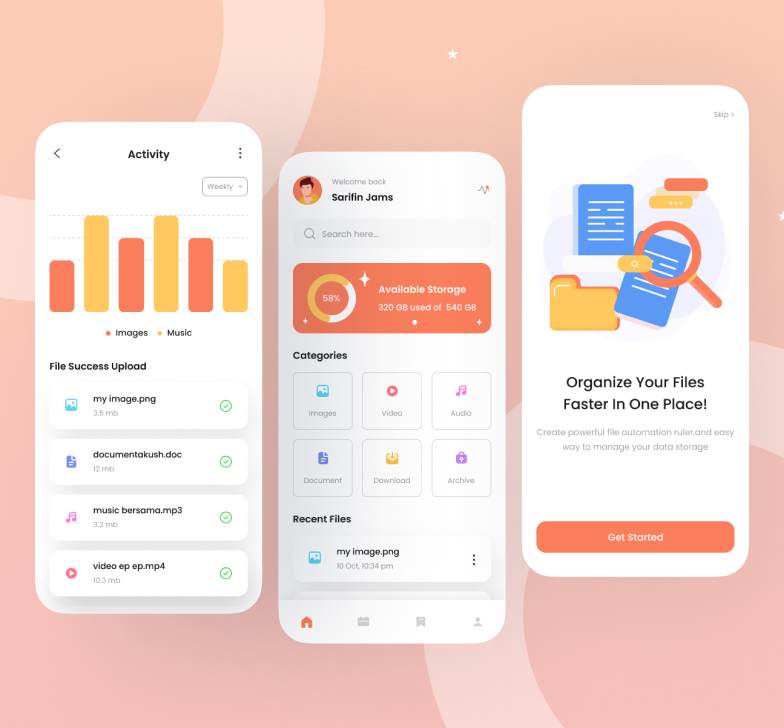 Activity
Weekly
Images
Music
File Success Upload
my image.png
3.5 mb
documentakush.doc
12 mb
music bersama.mp3
3.2 mb
video ep ep.mp4
10.3 mb
Welcome back
Sarifin Jams
Search here...
58%
Available Storage
320 GB used of 540 GB
Categories
Images
Video
Audio
Document
Download
Archive
Recent Files
my image.png
10 Oct, 10:34 pm
Skip >
Organize Your Files
Faster In One Place!
Create powerful file automation ruler,and easy
way to manage your data storage
Get Started